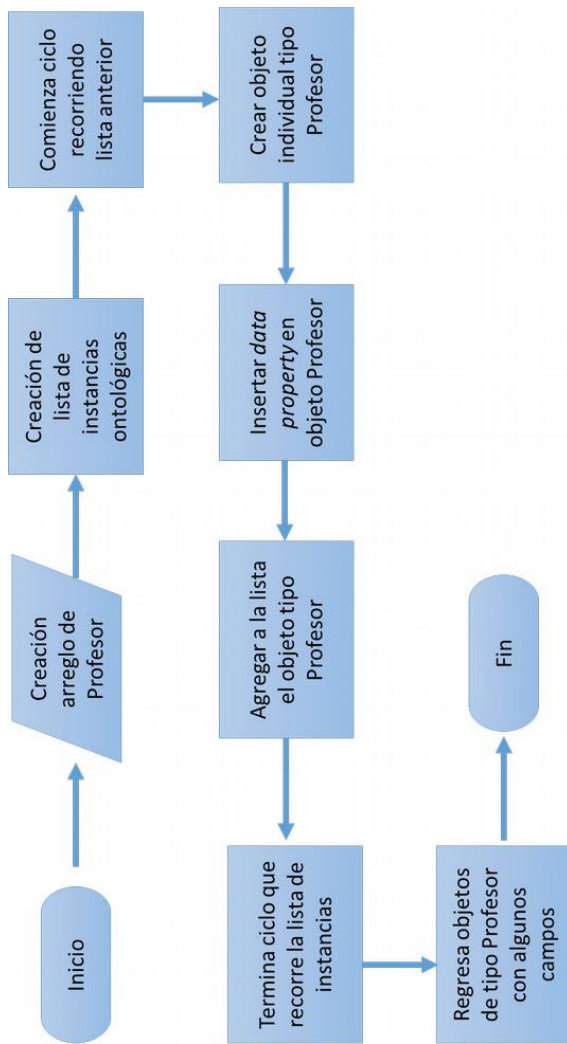 Inicio
Creación
arreglo de
Profesor
Creación de
lista de
instancias
ontológicas
Comienza ciclo
recorriendo
lista anterior
Crear objeto
individual tipo
Profesor
Insertar data
property en
objeto Profesor
Agregar a la lista
el objeto tipo
Profesor
Termina ciclo que
recorre la lista de
instancias
Regresa objetos
de tipo Profesor
con algunos
campos
Fin